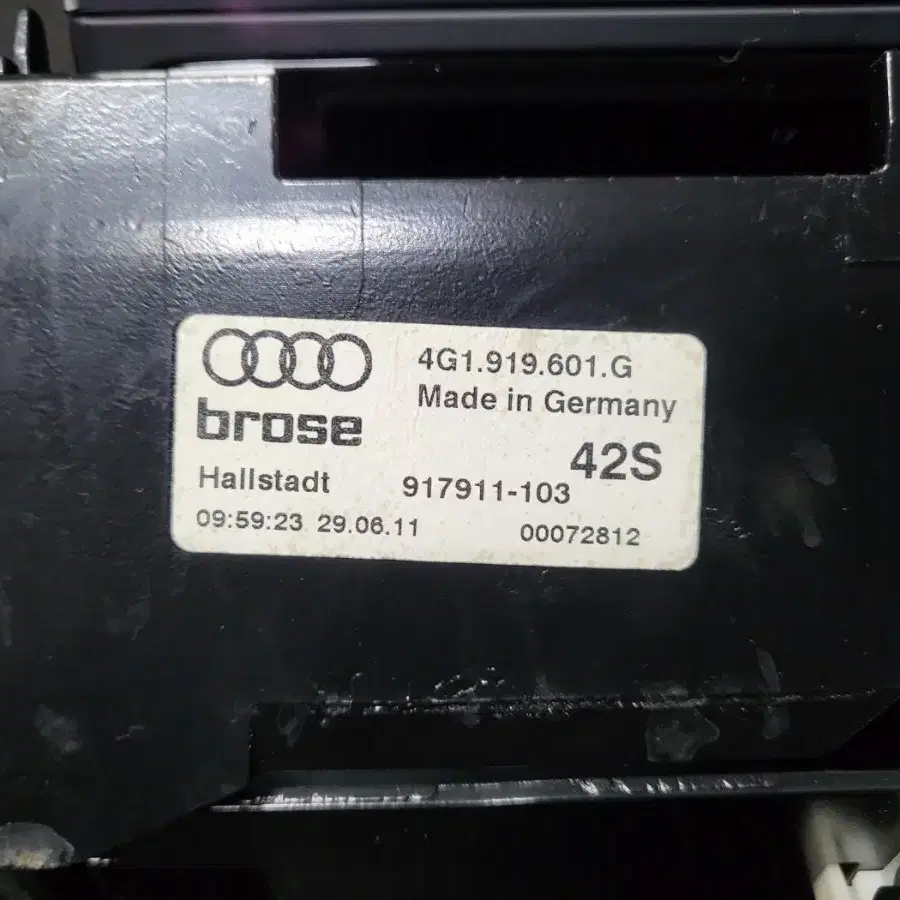 4G1.919.601.G
Made in Germany
brose
42S
Hallstadt 917911-103
09:59:23 29.06.11 00072812